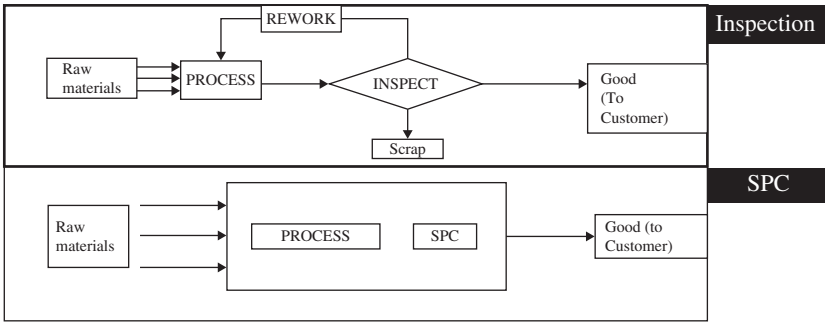 REWORK
Inspection
Raw
materials
PROCESS
INSPECT
Good
(To
Customer)
Scrap
SPC
Raw
materials
PROCESS
SPC
Good (to
Customer)